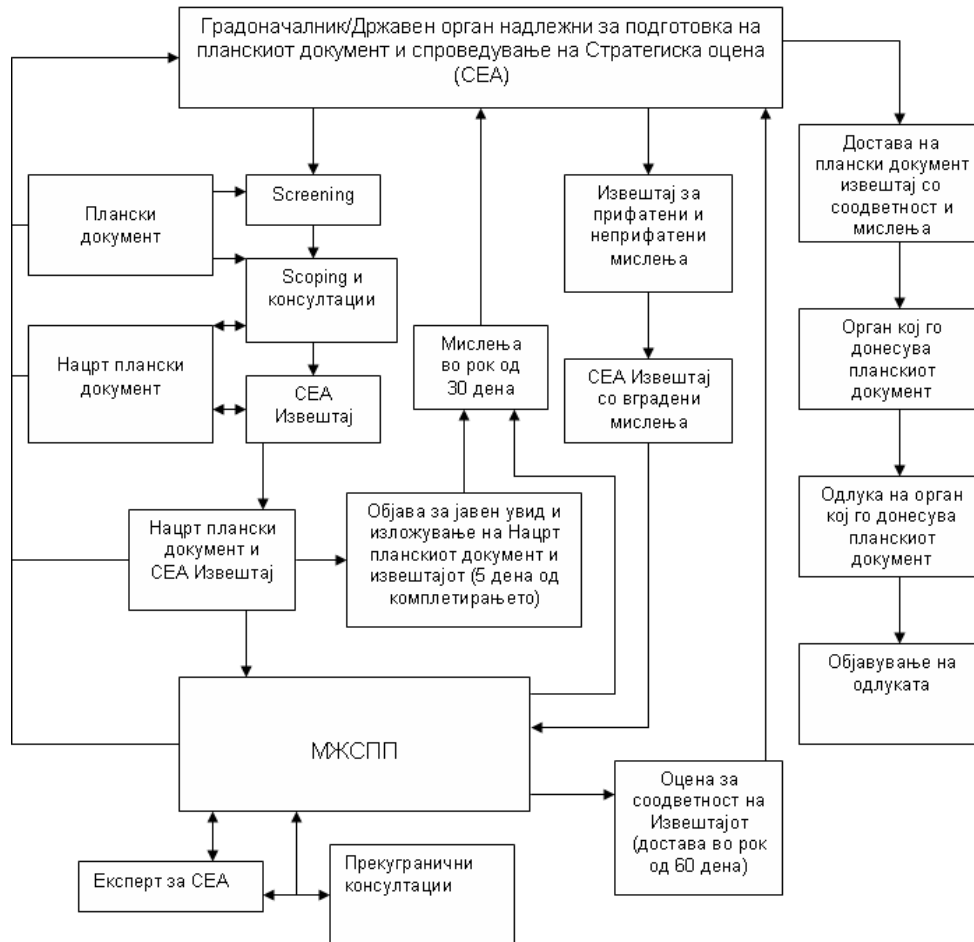 Градоначалник/Државен орган надлежни за подготовка на
планскиот документ и спроведување на Стратегиска оцена
(СЕА)
Плански
документ
Screening
Scoping и
консултации
Нацрт плански
документ
СЕА
Извештај
Нацрт плански
документ и
СЕА Извештај
Мислења
во рок од
30 дена
Објава за јавен увид и
изложување на Нацрт
планскиот документ и
извештајот (5 дена од
комплетирањето)
Извештај за
прифатени и
неприфатени
мислења
СЕА Извештај
со вградени
мислења
Достава на
плански документ
извештај со
соодветност и
мислења
Орган кој го
донесува
планскиот
документ
Одлука на орган
кој го донесува
планскиот
документ
Објавување на
одлуката
МЖСПП
Оцена за
соодветност на
Извештајот
(достава во рок
од 60 дена)
Експерт за СЕА
Прекугранични
консултации